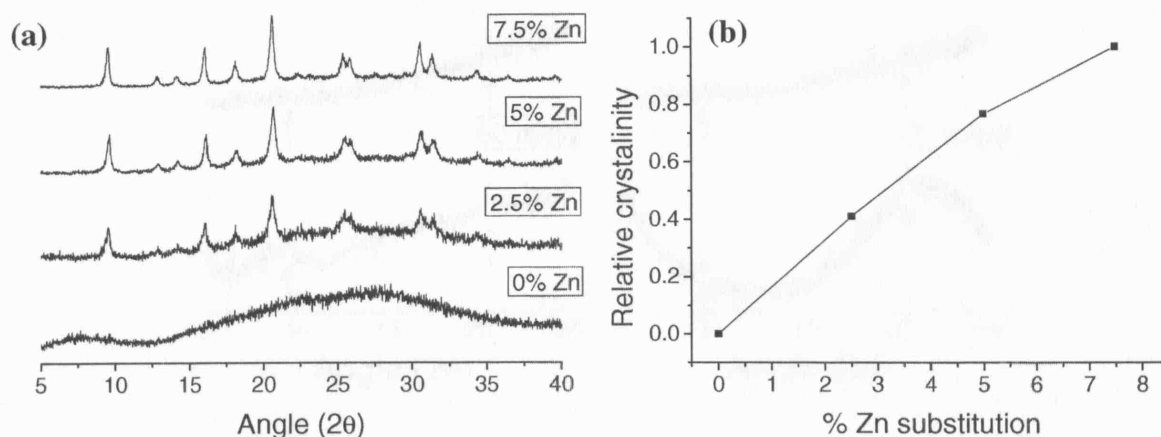 (a)
7.5% Zn
5% Zn
2.5% Zn
0% Zn
5 10 15 20 25 30 35 40
Angle (2θ)
(b)
Relative crystalinity
1.0
0.8
0.6
0.4
0.2
0.0
0 1 2 3 4 5 6 7 8
% Zn substitution